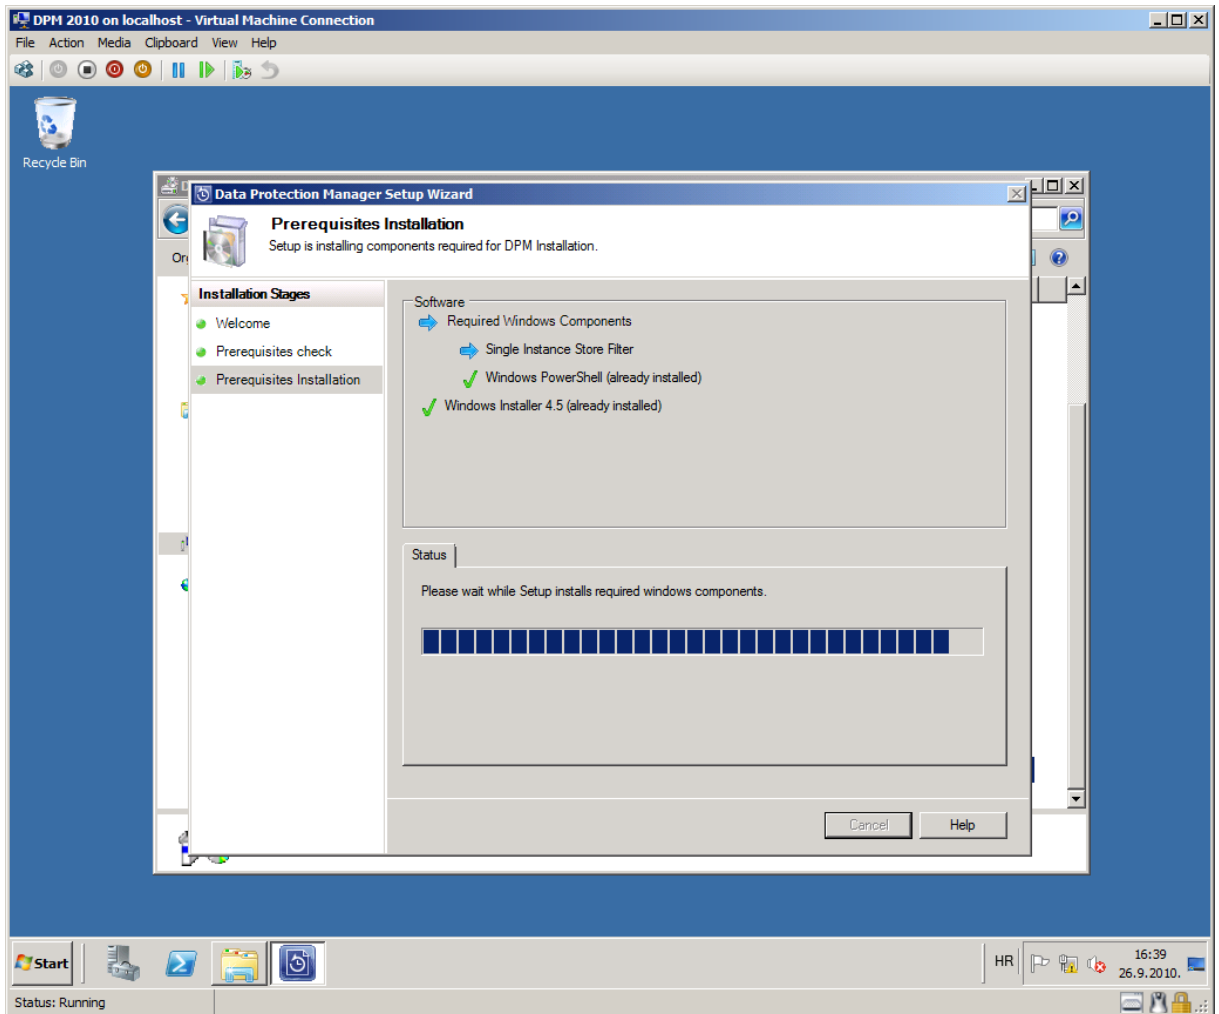 DPM 2010 on localhost - Virtual Machine Connection
File Action Media Clipboard View Help
Recycle Bin
Data Protection Manager Setup Wizard
Prerequisites Installation
Setup is installing components required for DPM Installation.
Installation Stages
Welcome
Prerequisites check
Prerequisites Installation
Software
Required Windows Components
Single Instance Store Filter
Windows PowerShell (already installed)
Windows Installer 4.5 (already installed)
Status
Please wait while Setup installs required windows components.
Cancel Help
Start
HR
16:39
26.9.2010.
Status: Running